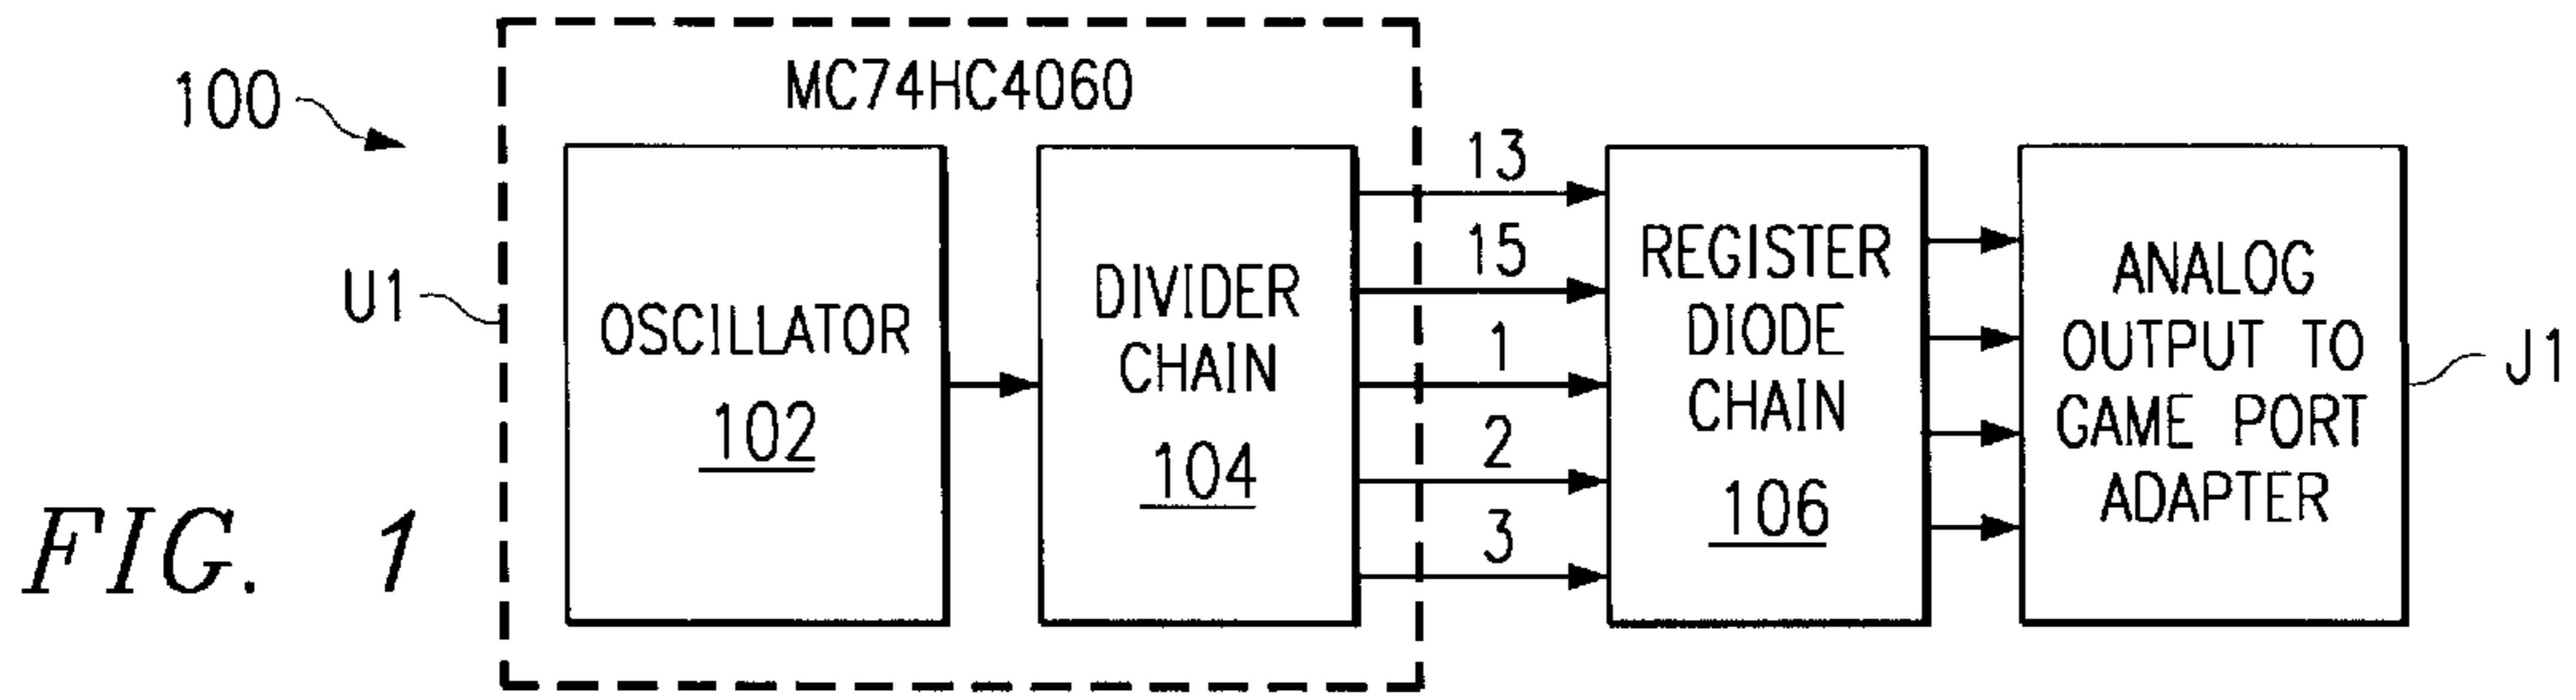 100
MC74HC4060
U1
OSCILLATOR
102
DIVIDER
CHAIN
104
13
15
1
2
3
REGISTER
DIODE
CHAIN
106
ANALOG
OUTPUT TO
GAME PORT
ADAPTER
J1
FIG. 1